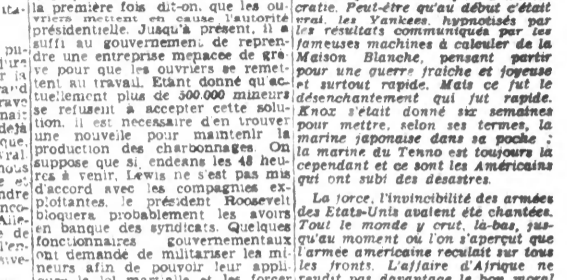 la première fois dit-on, que les ou-
vriers mettent en cause l'autorité
présidentielle. Jusqu'à présent, il a
suffi au gouvernement de repren-
dre une entreprise menacée de grè-
ve pour que les ouvriers se remet-
tent au travail. Etant donné qu'ac-
tuellement plus de 500.000 mineurs
se refusent à accepter cette solu-
tion, il est nécessaire d'en trouver
une nouvelle pour maintenir la
production des charbonnages. On
suppose que si, endeans les 48 heu-
res à venir, Lewis ne s'est pas mis
d'accord avec les compagnies ex-
ploitantes, le président Roosevelt
bloquera probablement les avoirs
en banque des syndicats. Quelques
fonctionnaires gouvernementaux
ont demandé de militariser les mi-
neurs afin de pouvoir leur appli-
cratie. Peut-être qu'au début c'était
vrai. les Yankees, hypnotisés par
les résultats communiqués par les
fameuses machines à calculer de la
Maison Blanche, pensant partir
pour une guerre fraîche et joyeuse
et surtout rapide. Mais ce fut le
désenchantement qui fut rapide.
Knox s'était donné six semaines
pour mettre, selon ses termes, la
marine japonaise dans sa poche ;
la marine du Tenno est toujours là
cependant et ce sont les Américains
qui ont subi des désastres.
La force, l'invincibilité des armées
des Etats-Unis avaient été chantées.
Tout le monde y crut, là-bas, jus-
qu'au moment où l'on s'aperçut que
l'armée américaine reculait sur tous
les fronts. L'affaire d'Afrique ne